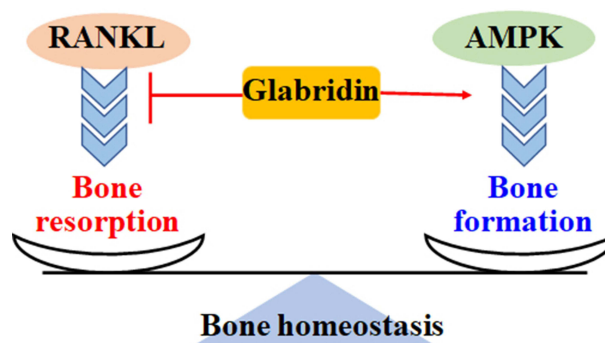 RANKL
AMPK
Glabridin
Bone
resorption
Bone
formation
Bone homeostasis